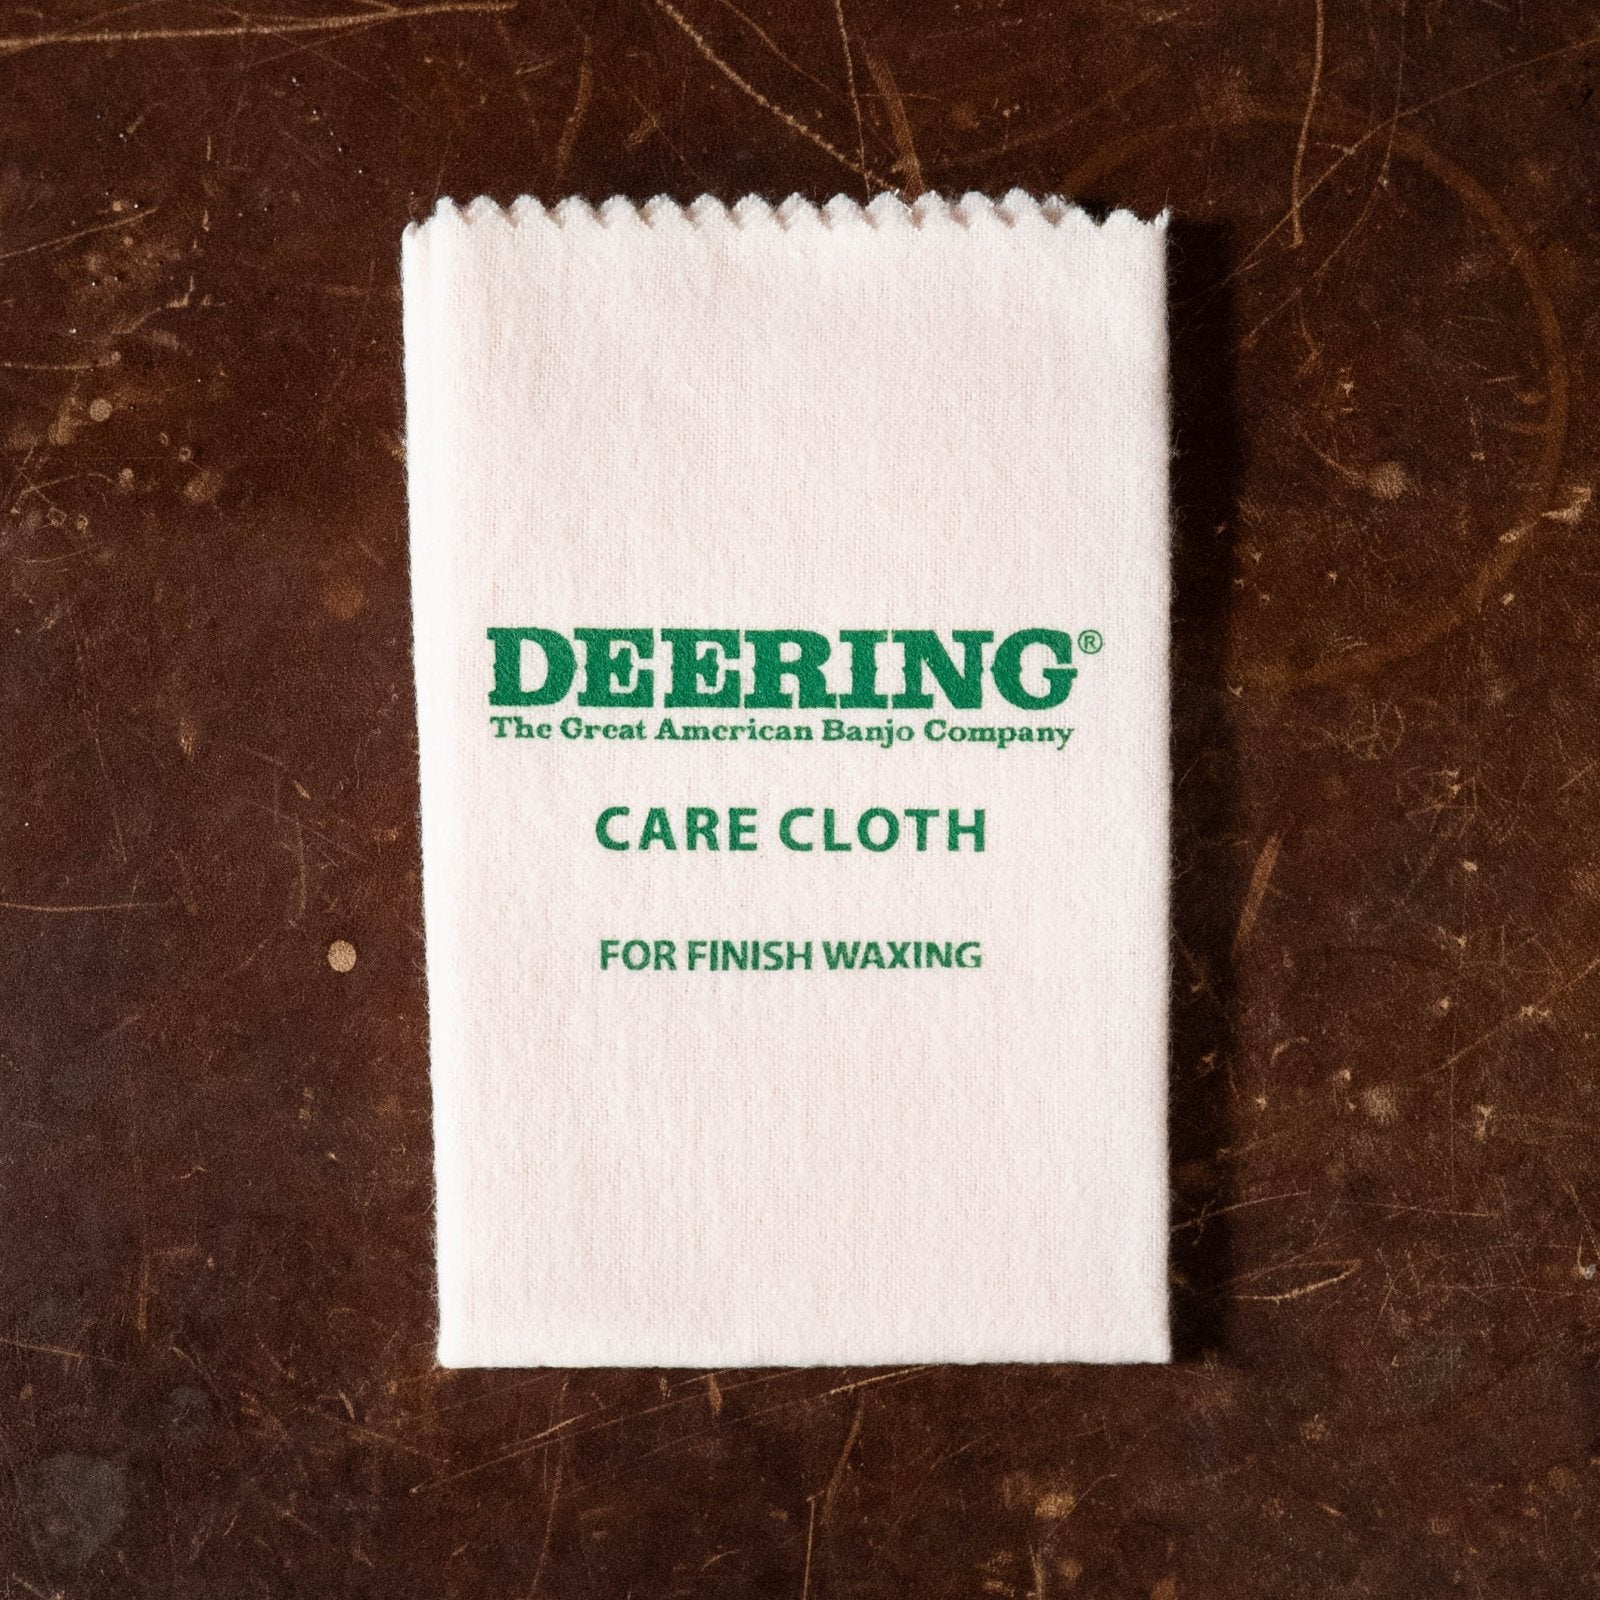 DEERING®
The Great American Banjo Company
CARE CLOTH
FOR FINISH WAXING